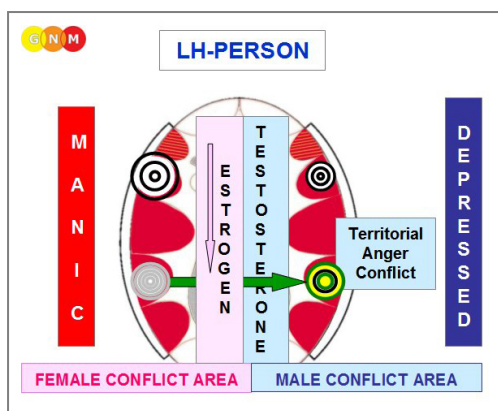 GNM
LH-PERSON
MANIC
ESTROGEN
TESTOSTERONE
DEPRESSED
Territorial
Anger
Conflict
FEMALE CONFLICT AREA
MALE CONFLICT AREA